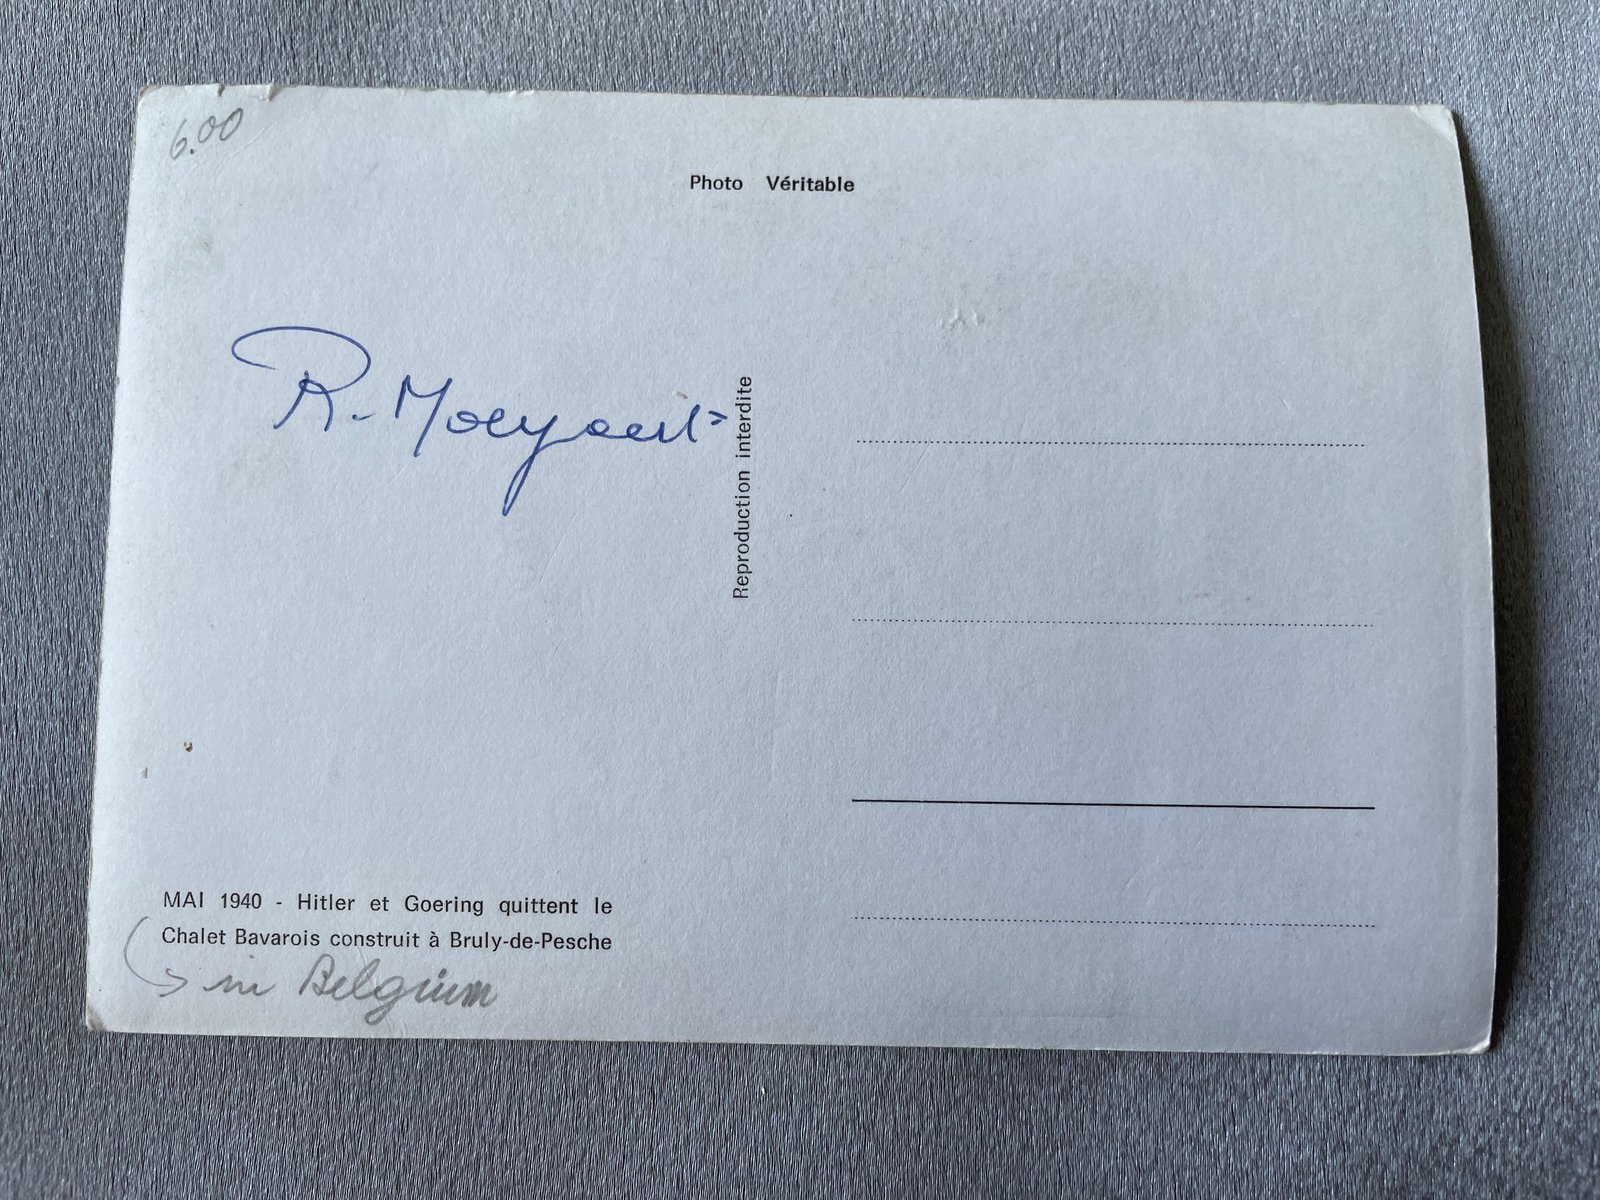 6.00
Photo Véritable
R. Moeyaert
Reproduction interdite
MAI 1940 - Hitler et Goering quittent le
Chalet Bavarois construit à Bruly-de-Pesche
in Belgium